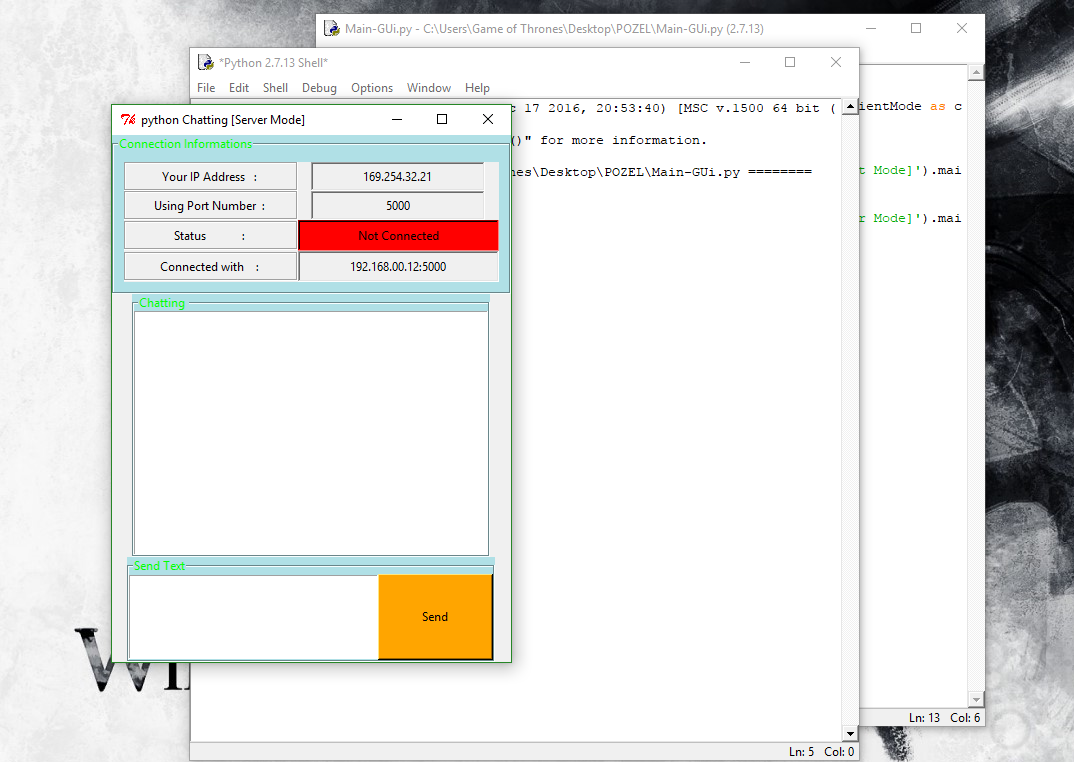 Main-GUi.py - C:\Users\Game of Thrones\Desktop\POZEL\Main-GUi.py (2.7.13)
*Python 2.7.13 Shell*
File Edit Shell Debug Options Window Help
17 2016, 20:53:40) [MSC v.1500 64 bit (
()" for more information.
\Desktop\POZEL\Main-GUi.py ========
as c
Mode]').mai
Mode]').mai
python Chatting [Server Mode]
Connection Informations
Your IP Address : 169.254.32.21
Using Port Number : 5000
Status : Not Connected
Connected with : 192.168.00.12:5000
Chatting
Send Text
Send
Ln: 13 Col: 6
Ln: 5 Col: 0